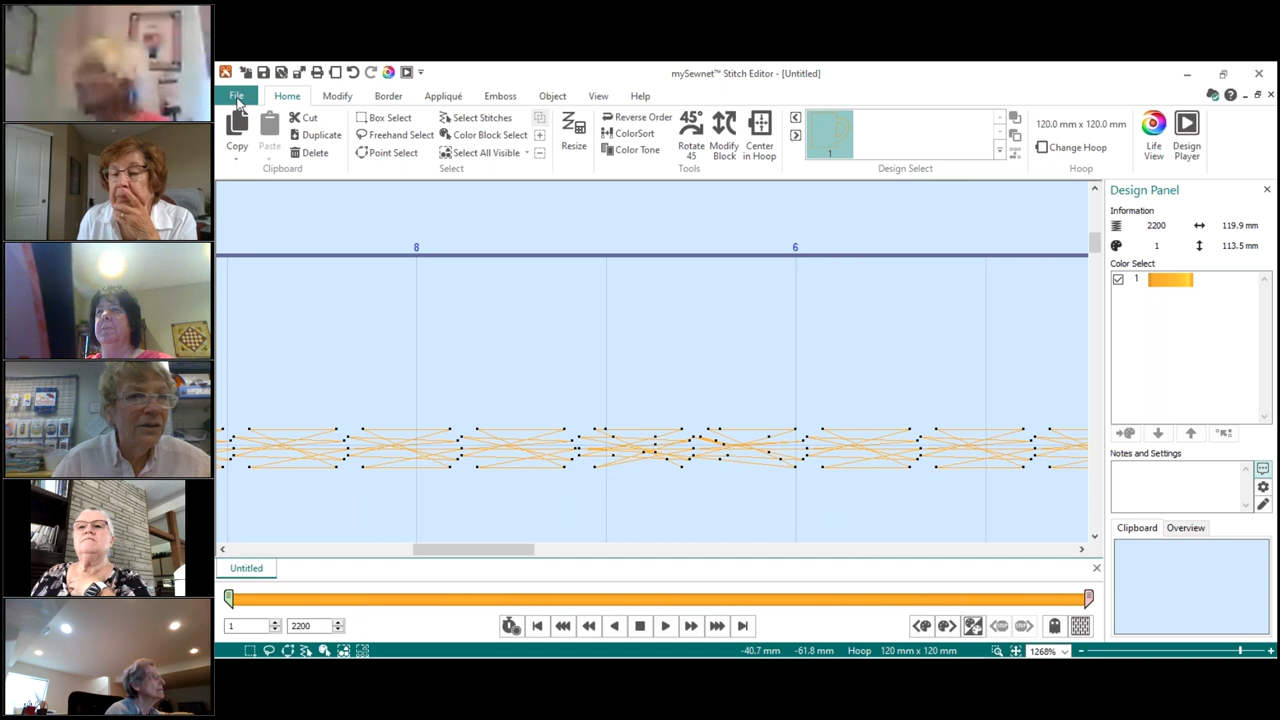 mySewnet™ Stitch Editor - [Untitled]
File Home Modify Border Appliqué Emboss Object View Help
Copy Paste Cut Duplicate Delete
Clipboard
Box Select Freehand Select Point Select
Select Stitches Color Block Select Select All Visible
Select
Resize
Reverse Order ColorSort Color Tone
45° Rotate 45 Modify Block Center in Hoop
Tools
1
Design Select
120.0 mm x 120.0 mm
Change Hoop
Hoop
Life View Design Player
8 6
Design Panel
Information
2200 119.9 mm
1 113.5 mm
Color Select
1
Notes and Settings
Clipboard Overview
Untitled
1 2200
-40.7 mm -61.8 mm Hoop 120 mm x 120 mm 1268%